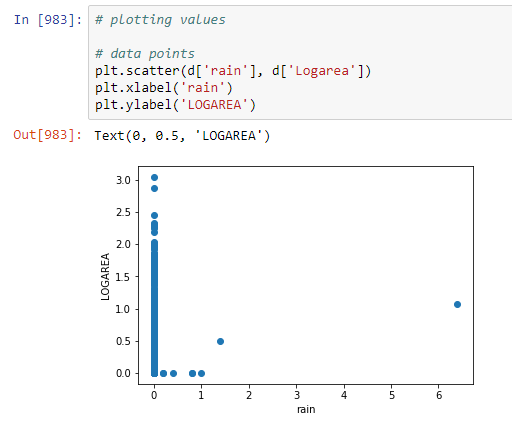 In [983]: # plotting values
# data points
plt.scatter(d['rain'], d['Logarea'])
plt.xlabel('rain')
plt.ylabel('LOGAREA')
Out[983]: Text(0, 0.5, 'LOGAREA')
3.0
2.5
2.0
1.5
1.0
0.5
0.0
LOGAREA
0 1 2 3 4 5 6
rain